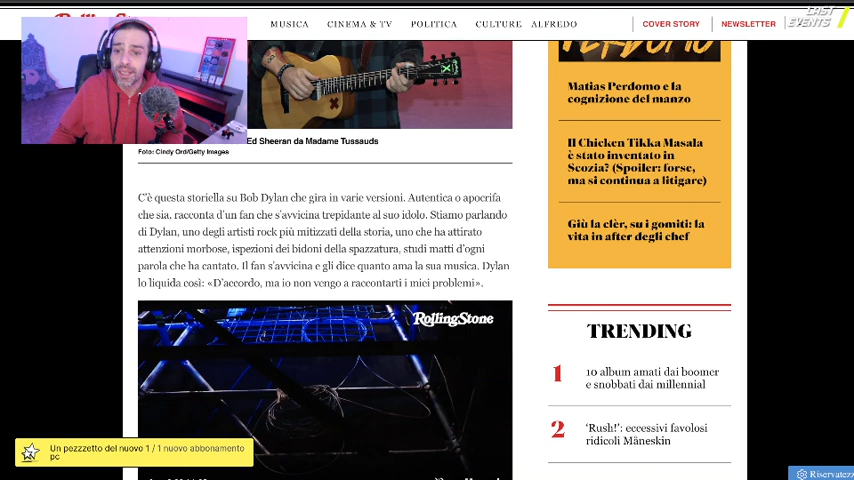 MUSICA CINEMA & TV POLITICA CULTURE ALFREDO COVER STORY NEWSLETTER
LAST
EVENTS
Ed Sheeran da Madame Tussauds
Foto: Cindy Ord/Getty Images
C'è questa storiella su Bob Dylan che gira in varie versioni. Autentica o apocrifa
che sia, racconta d'un fan che s'avvicina trepidante al suo idolo. Stiamo parlando
di Dylan, uno degli artisti rock più mitizzati della storia, uno che ha attirato
attenzioni morbose, ispezioni dei bidoni della spazzatura, studi matti d'ogni
parola che ha cantato. Il fan s'avvicina e gli dice quanto ama la sua musica. Dylan
lo liquida così: «D'accordo, ma io non vengo a raccontarti i miei problemi».
RollingStone
PERDOMO
Matias Perdomo e la
cognizione del manzo
Il Chicken Tikka Masala
è stato inventato in
Scozia? (Spoiler: forse,
ma si continua a litigare)
Giù la clèr, su i gomiti: la
vita in after degli chef
TRENDING
1
10 album amati dai boomer
e snobbati dai millennial
2
'Rush!': eccessivi favolosi
ridicoli Måneskin
Un pezzzetto del nuovo 1 / 1 nuovo abbonamento
pc